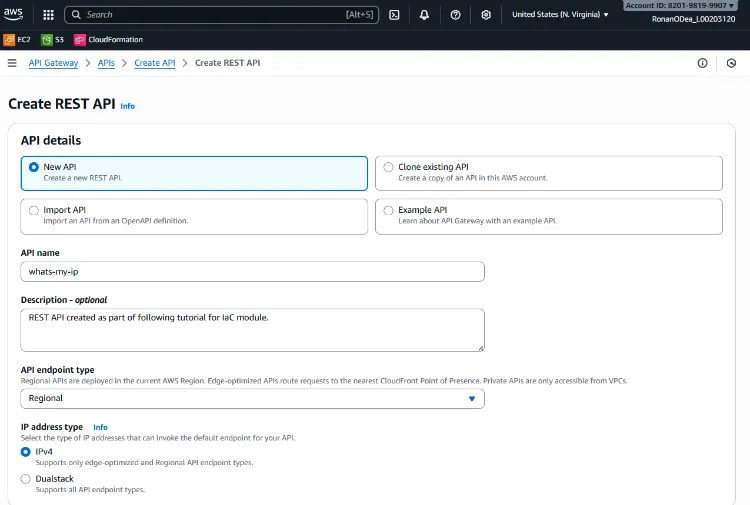 aws
Search
[Alt+S]
United States (N. Virginia)
Account ID: 8201-9819-9907
RonanODea_L00203120
EC2
S3
CloudFormation
API Gateway
APIs
Create API
Create REST API
Create REST API
Info
API details
New API
Create a new REST API.
Clone existing API
Create a copy of an API in this AWS account.
Import API
Import an API from an OpenAPI definition.
Example API
Learn about API Gateway with an example API.
API name
whats-my-ip
Description - optional
REST API created as part of following tutorial for IaC module.
API endpoint type
Regional APIs are deployed in the current AWS Region. Edge-optimized APIs route requests to the nearest CloudFront Point of Presence. Private APIs are only accessible from VPCs.
Regional
IP address type
Info
Select the type of IP addresses that can invoke the default endpoint for your API.
IPv4
Supports only edge-optimized and Regional API endpoint types.
Dualstack
Supports all API endpoint types.